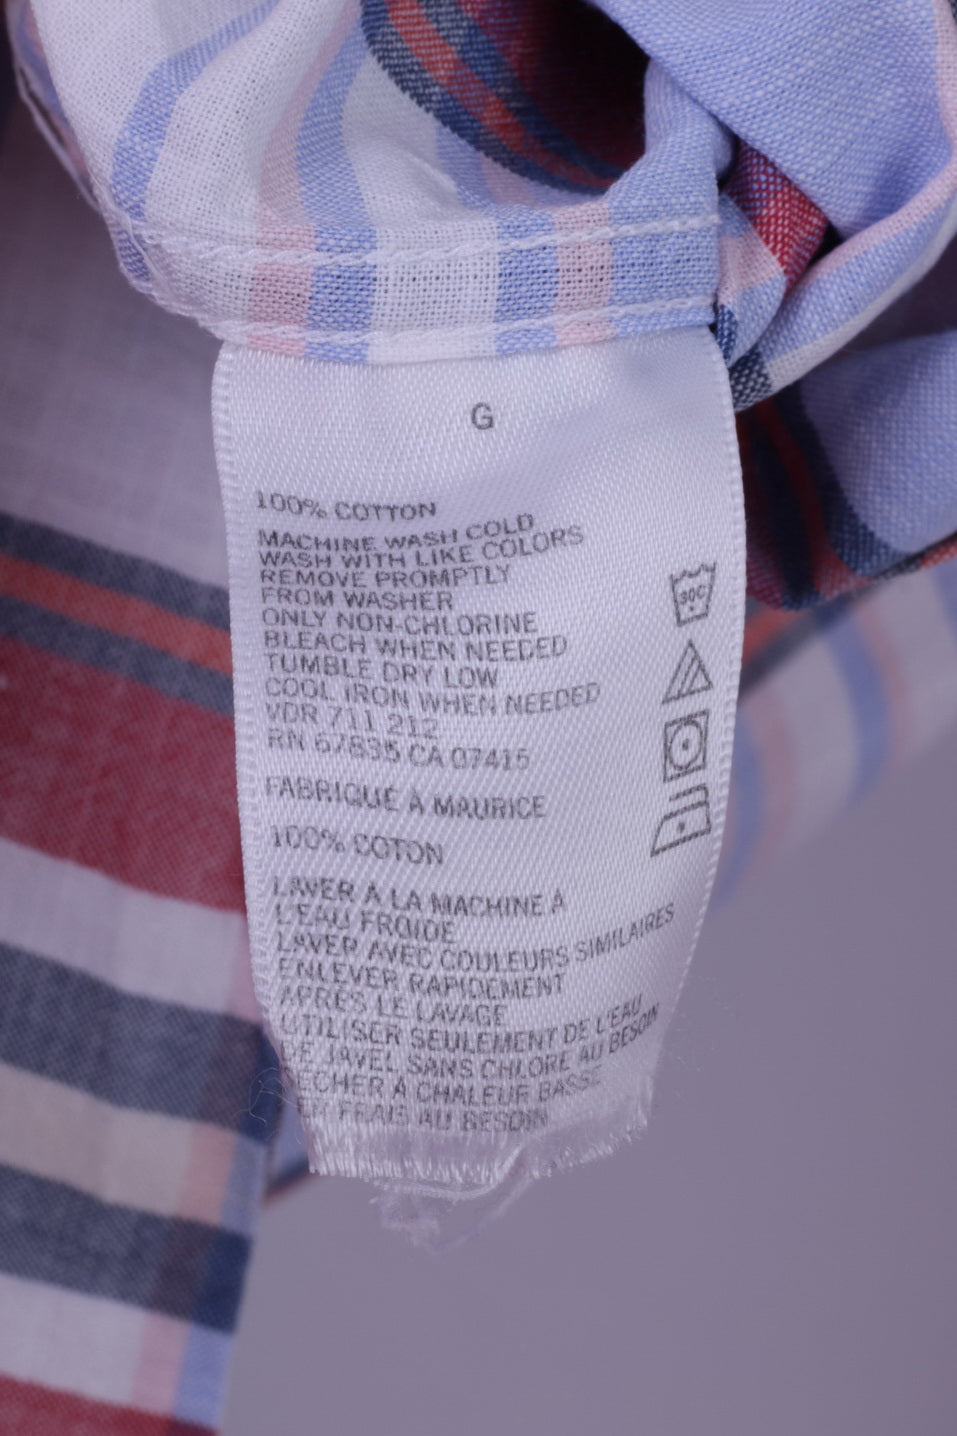 G
100% COTTON
MACHINE WASH COLD
WASH WITH LIKE COLORS
REMOVE PROMPTLY
FROM WASHER
ONLY NON-CHLORINE
BLEACH WHEN NEEDED
TUMBLE DRY LOW
COOL IRON WHEN NEEDED
VDR 711 212
RN 67835 CA 07415
30C
FABRIQUÉ À MAURICE
100% COTON
LAVER À LA MACHINE À
L'EAU FROIDE
LAVER AVEC COULEURS SIMILAIRES
ENLEVER RAPIDEMENT
APRÈS LE LAVAGE
UTILISER SEULEMENT DE L'EAU
DE JAVEL SANS CHLORE AU BESOIN
SÉCHER À CHALEUR BASSE
FRAIS AU BESOIN